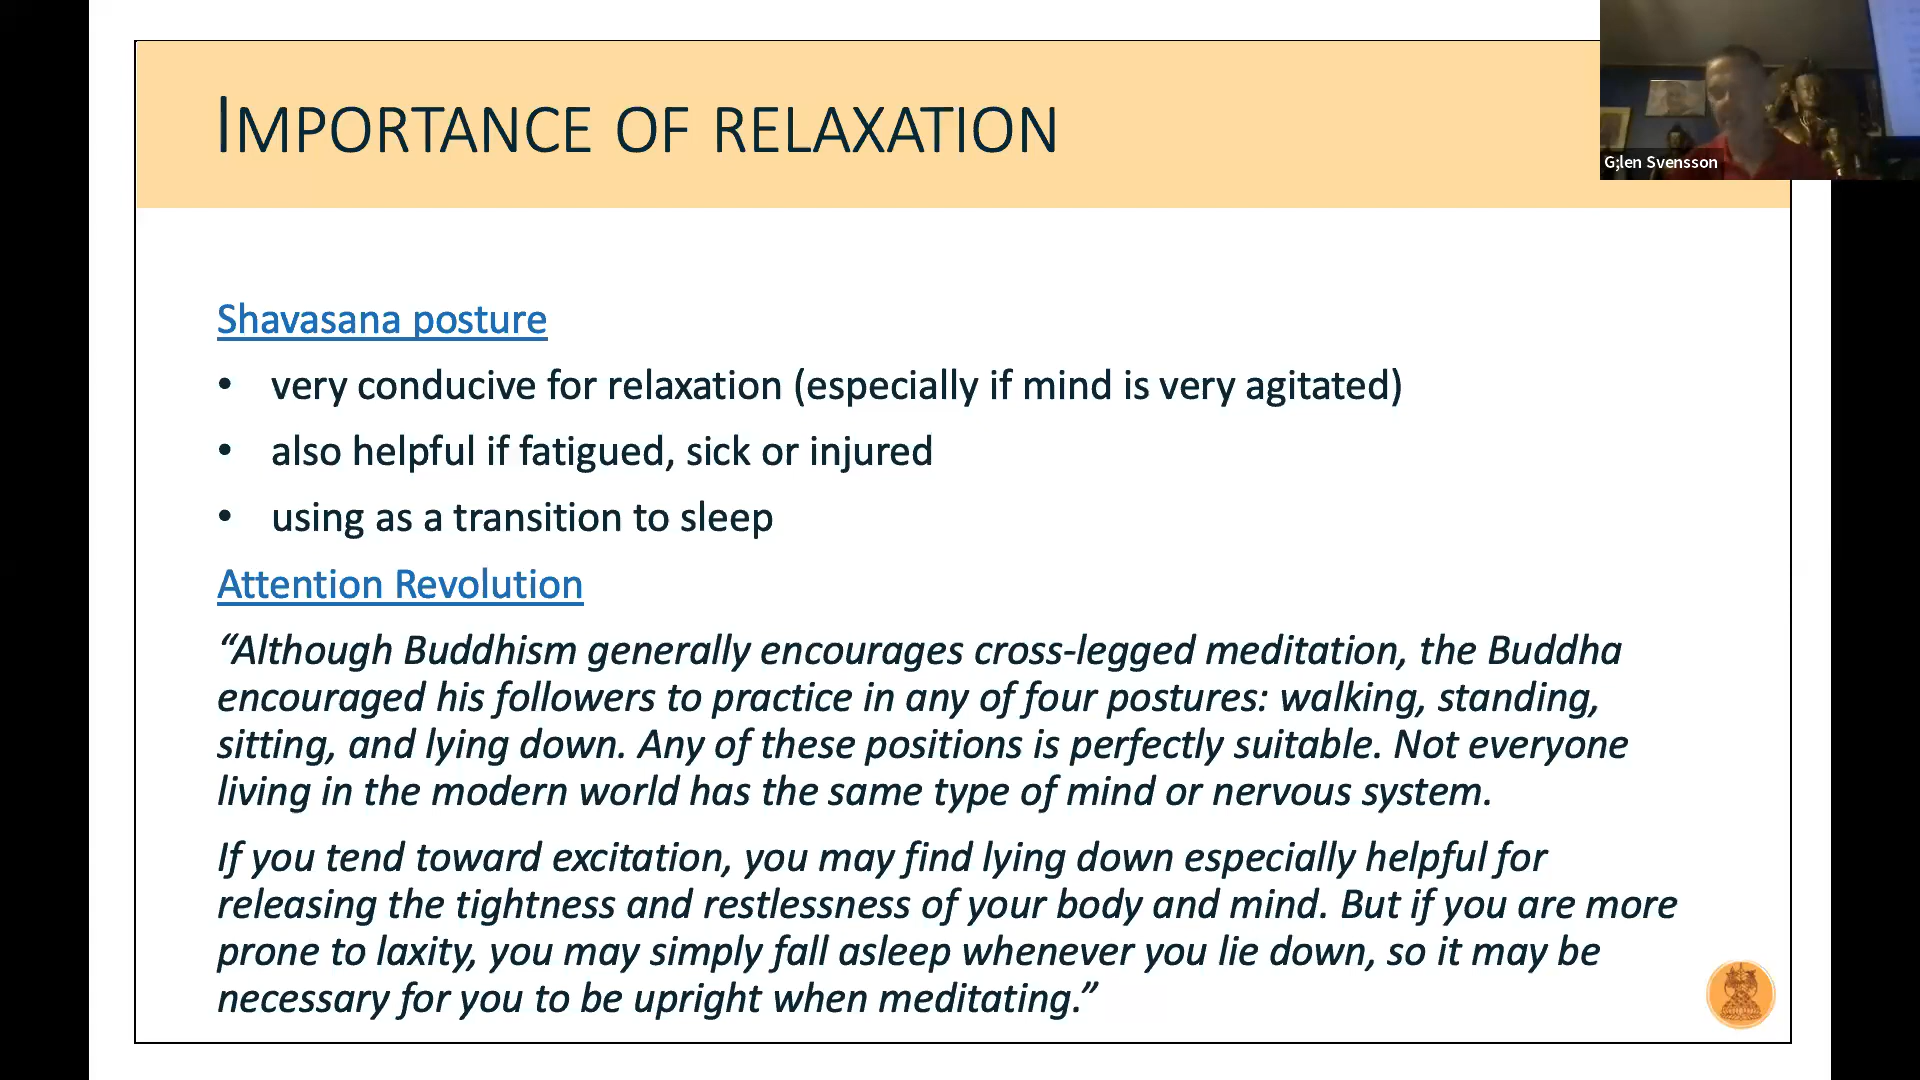 IMPORTANCE OF RELAXATION
G;len Svensson
Shavasana posture
• very conducive for relaxation (especially if mind is very agitated)
• also helpful if fatigued, sick or injured
• using as a transition to sleep
Attention Revolution
“Although Buddhism generally encourages cross-legged meditation, the Buddha
encouraged his followers to practice in any of four postures: walking, standing,
sitting, and lying down. Any of these positions is perfectly suitable. Not everyone
living in the modern world has the same type of mind or nervous system.
If you tend toward excitation, you may find lying down especially helpful for
releasing the tightness and restlessness of your body and mind. But if you are more
prone to laxity, you may simply fall asleep whenever you lie down, so it may be
necessary for you to be upright when meditating.”